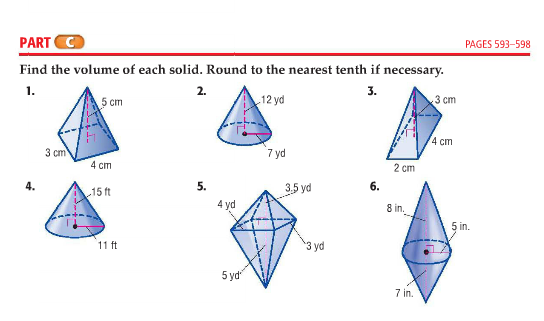 PART C
PAGES 593–598
Find the volume of each solid. Round to the nearest tenth if necessary.
1.
5 cm
3 cm
4 cm
2.
12 yd
7 yd
3.
3 cm
4 cm
2 cm
4.
15 ft
11 ft
5.
3.5 yd
4 yd
3 yd
5 yd
6.
8 in.
5 in.
7 in.